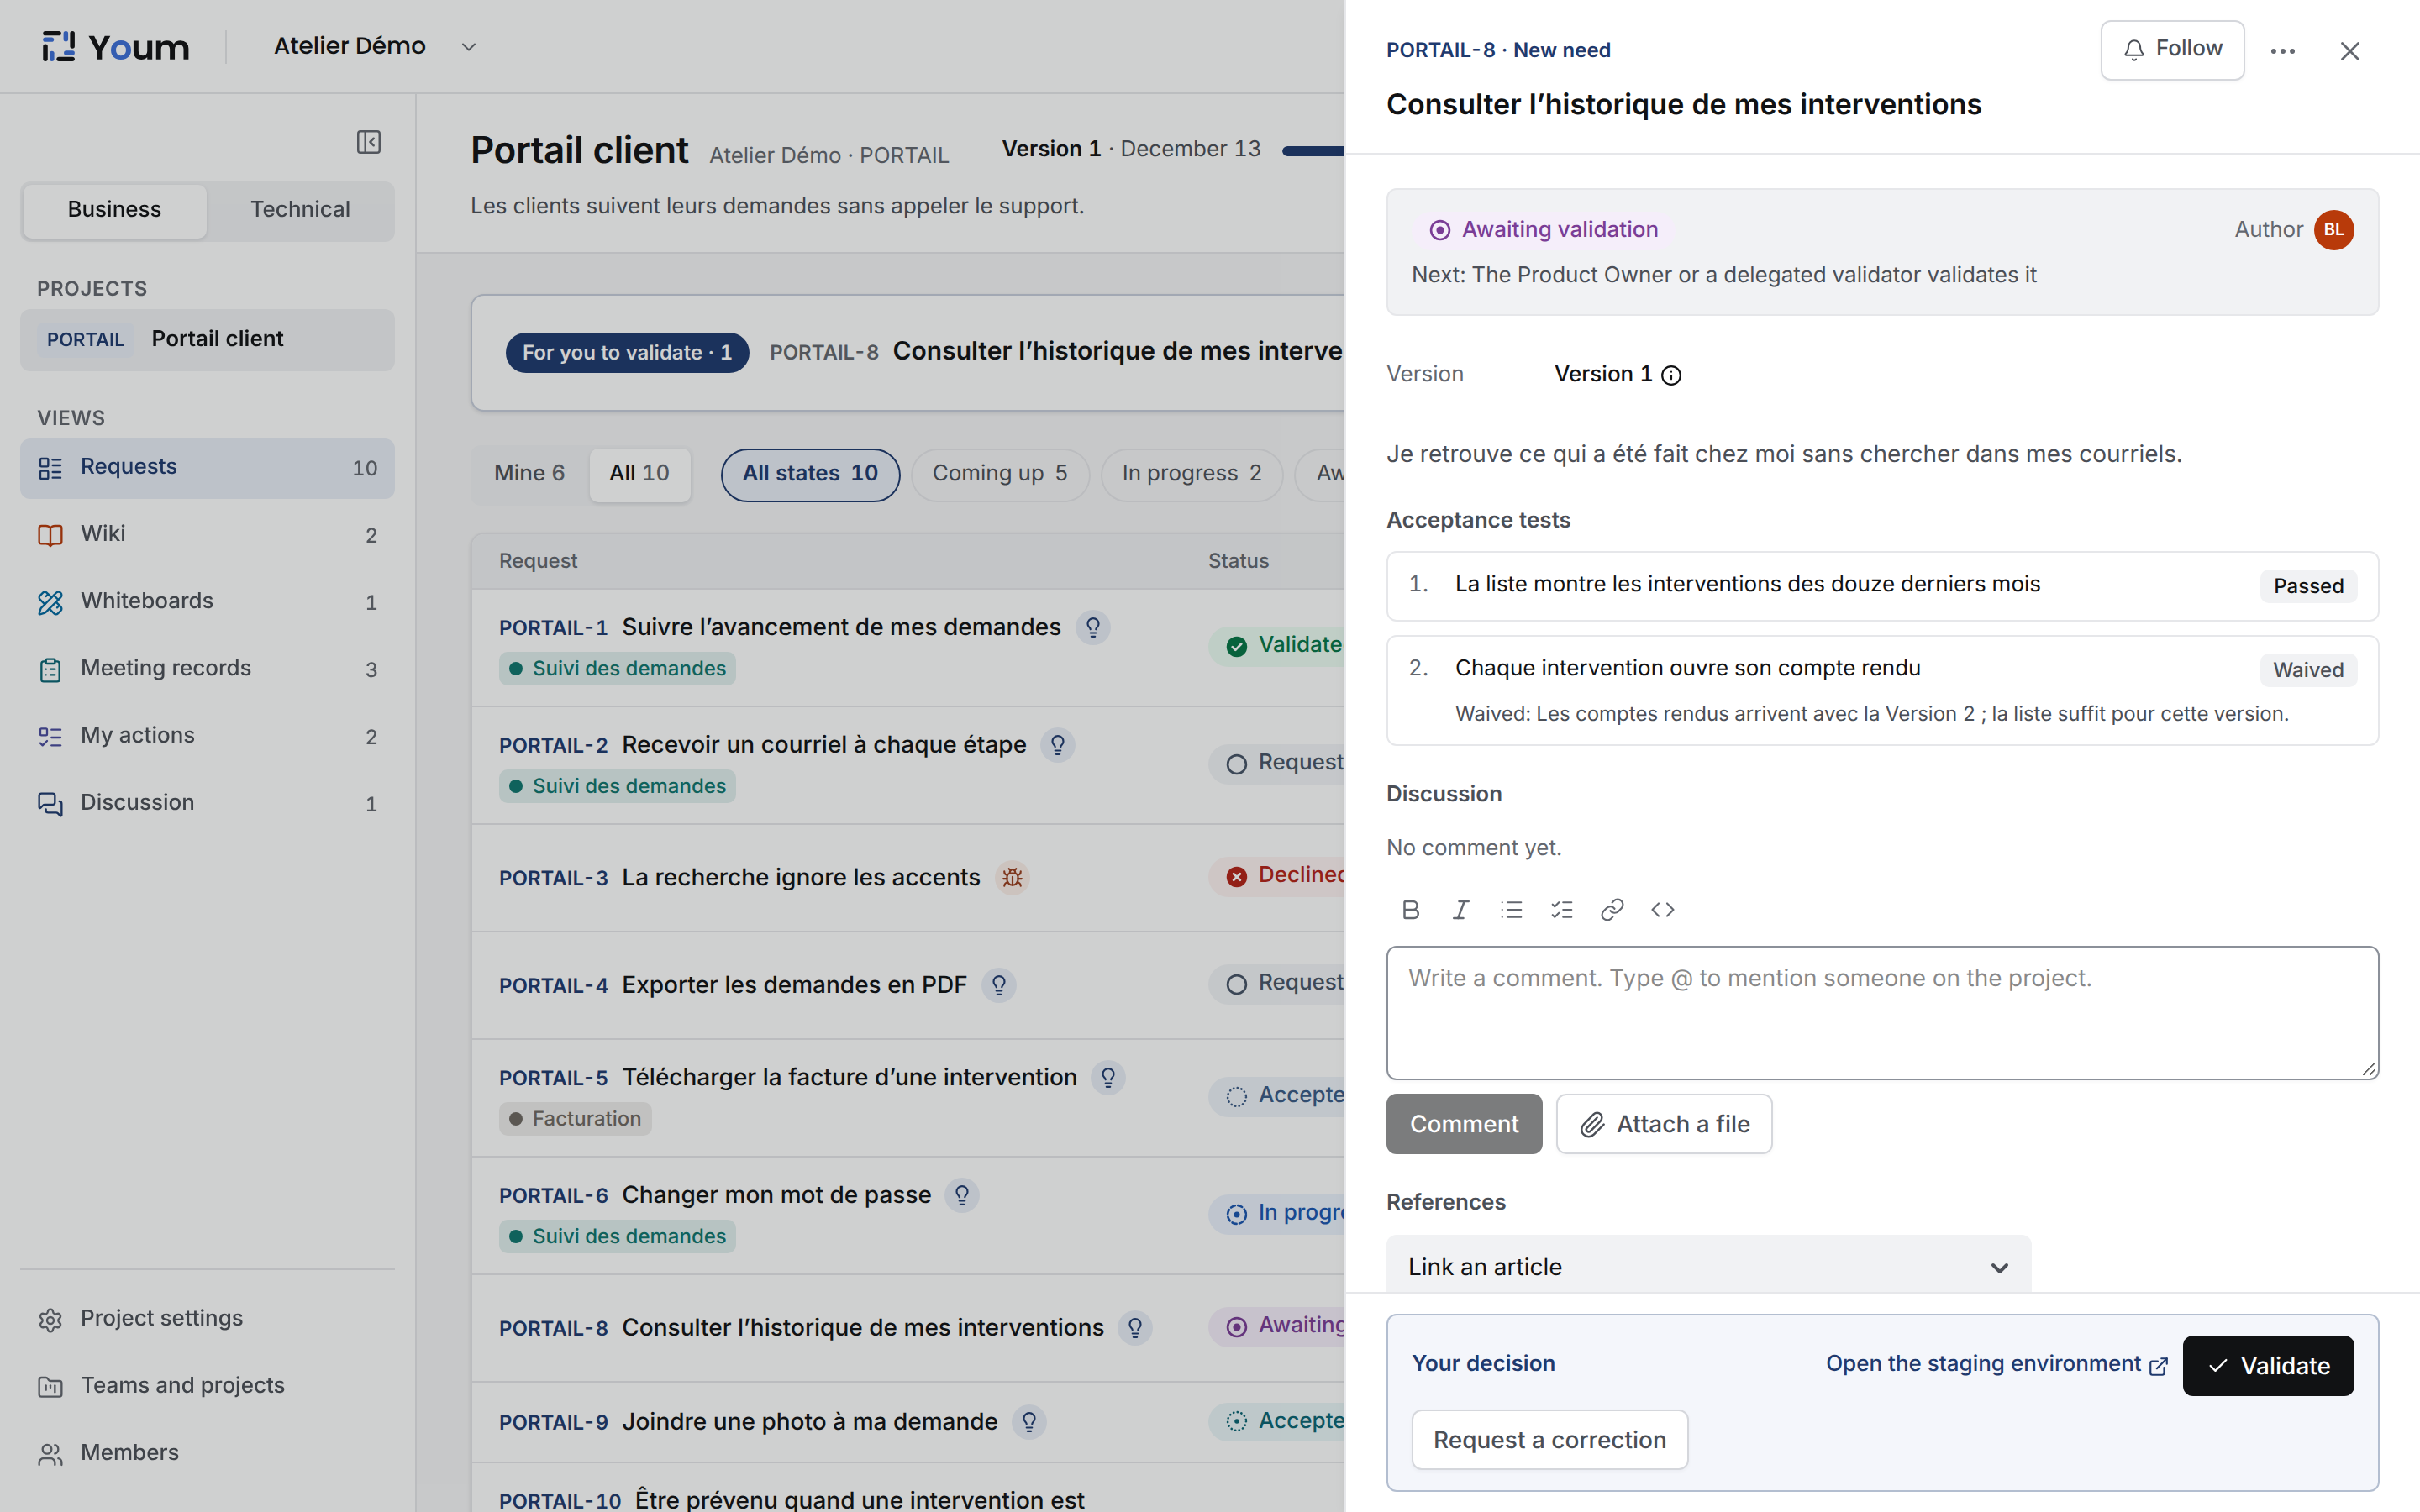 Youm
Atelier Démo
Business
Technical
PROJECTS
PORTAIL Portail client
VIEWS
Requests 10
Wiki 2
Whiteboards 1
Meeting records 3
My actions 2
Discussion 1
Project settings
Teams and projects
Members
Portail client Atelier Démo · PORTAIL
Version 1 · December 13
Les clients suivent leurs demandes sans appeler le support.
For you to validate · 1 PORTAIL-8 Consulter l’historique de mes interve
Mine 6 All 10 All states 10 Coming up 5 In progress 2 Aw
Request Status
PORTAIL-1 Suivre l’avancement de mes demandes
Suivi des demandes
Validate
PORTAIL-2 Recevoir un courriel à chaque étape
Suivi des demandes
Request
PORTAIL-3 La recherche ignore les accents
Declined
PORTAIL-4 Exporter les demandes en PDF
Request
PORTAIL-5 Télécharger la facture d’une intervention
Facturation
Accepte
PORTAIL-6 Changer mon mot de passe
Suivi des demandes
In progre
PORTAIL-8 Consulter l’historique de mes interventions
Awaiting
PORTAIL-9 Joindre une photo à ma demande
Accepte
PORTAIL-10 Être prévenu quand une intervention est
PORTAIL-8 · New need
Follow
Consulter l’historique de mes interventions
Awaiting validation
Author BL
Next: The Product Owner or a delegated validator validates it
Version Version 1
Je retrouve ce qui a été fait chez moi sans chercher dans mes courriels.
Acceptance tests
1. La liste montre les interventions des douze derniers mois Passed
2. Chaque intervention ouvre son compte rendu Waived
Waived: Les comptes rendus arrivent avec la Version 2 ; la liste suffit pour cette version.
Discussion
No comment yet.
Write a comment. Type @ to mention someone on the project.
Comment
Attach a file
References
Link an article
Your decision
Open the staging environment
Validate
Request a correction